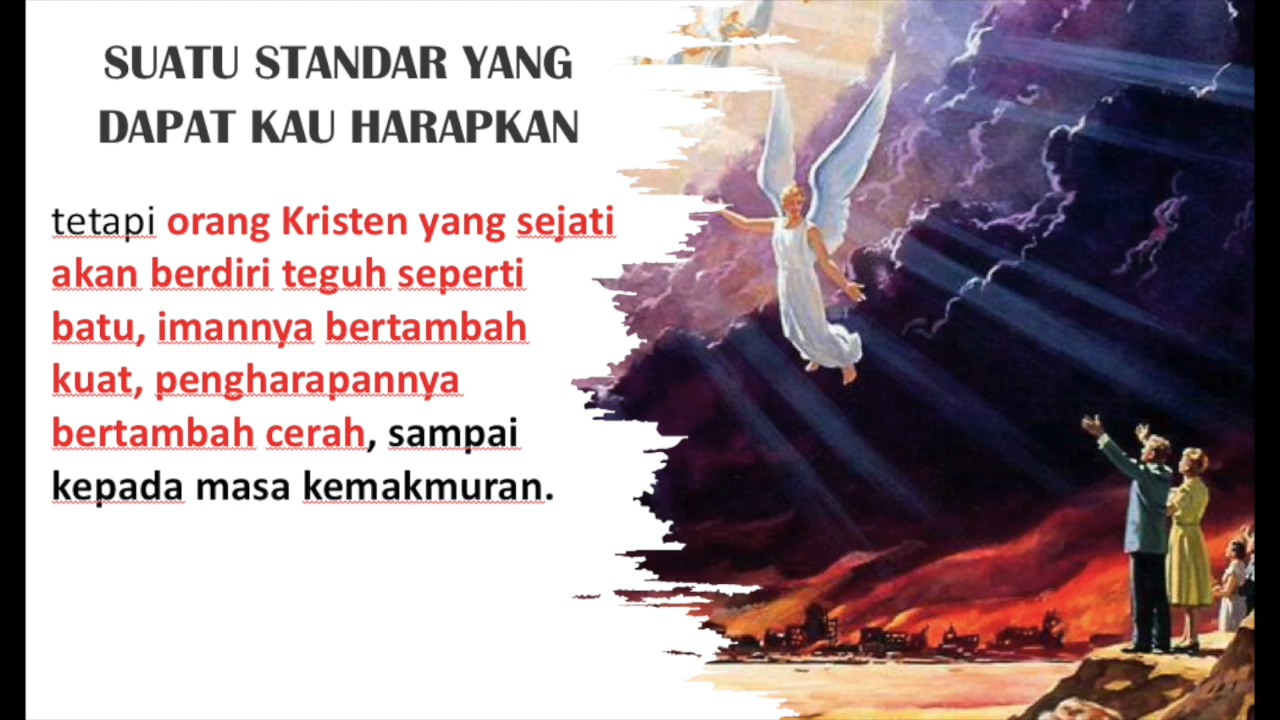 SUATU STANDAR YANG
DAPAT KAU HARAPKAN
tetapi orang Kristen yang sejati
akan berdiri teguh seperti
batu, imannya bertambah
kuat, pengharapannya
bertambah cerah, sampai
kepada masa kemakmuran.